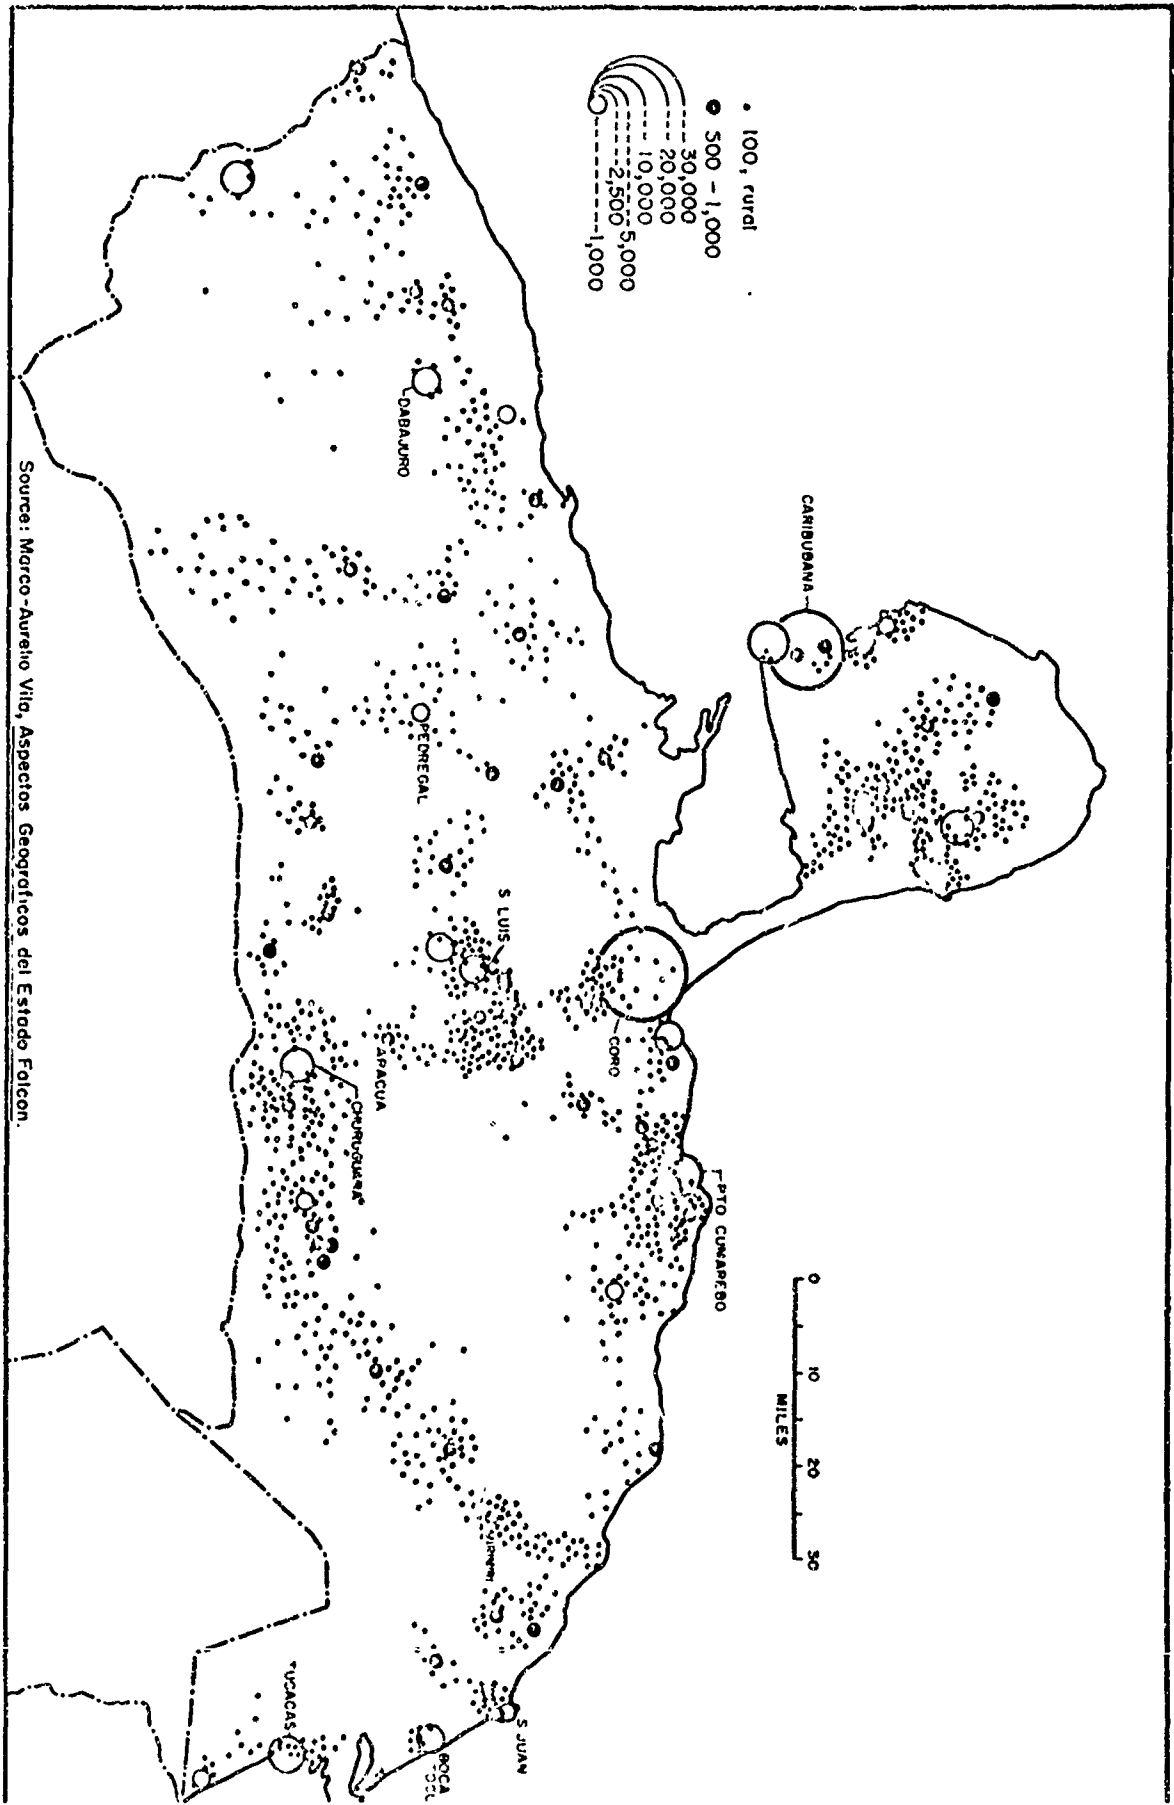 · 100, rural
500 - 1,000
30,000
20,000
10,000
5,000
2,500
1,000
CARIBUBANA
DABAJURO
PEDREGAL
S LUIS
CORO
APACUA
CHURUGUARA
PTO CUMAREBO
0 10 20 30
MILES
S JUAN
BOCA
TUCACAS
Source: Marco-Aurelio Vila, Aspectos Geograficos del Estado Falcon.